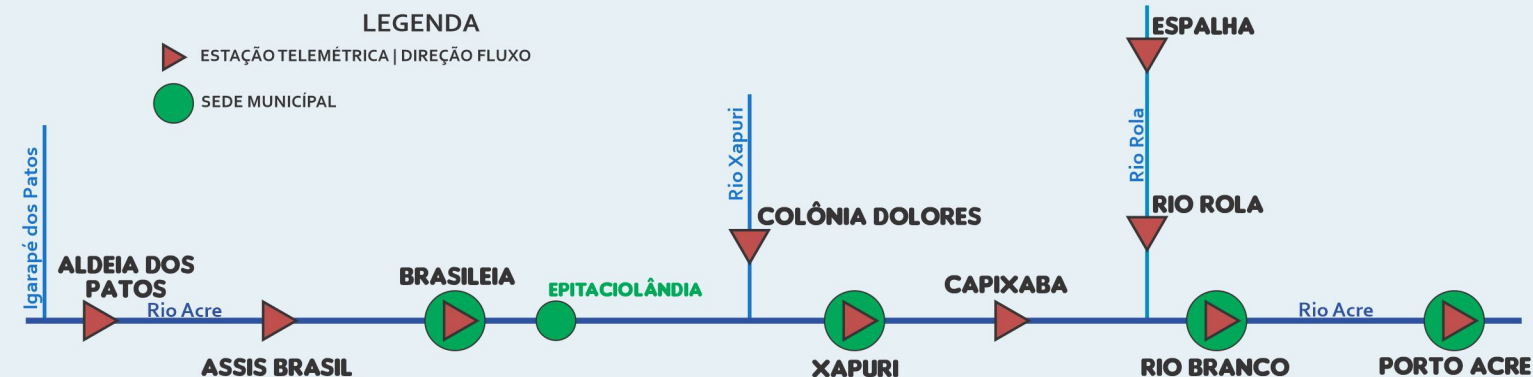 LEGENDA
ESTAÇÃO TELEMÉTRICA | DIREÇÃO FLUXO
SEDE MUNICÍPAL
Igarapé dos Patos
ALDEIA DOS
PATOS
Rio Acre
ASSIS BRASIL
BRASILEIA
EPITACIOLÂNDIA
Rio Xapuri
COLÔNIA DOLORES
XAPURI
CAPIXABA
ESPALHA
Rio Rola
RIO ROLA
RIO BRANCO
Rio Acre
PORTO ACRE